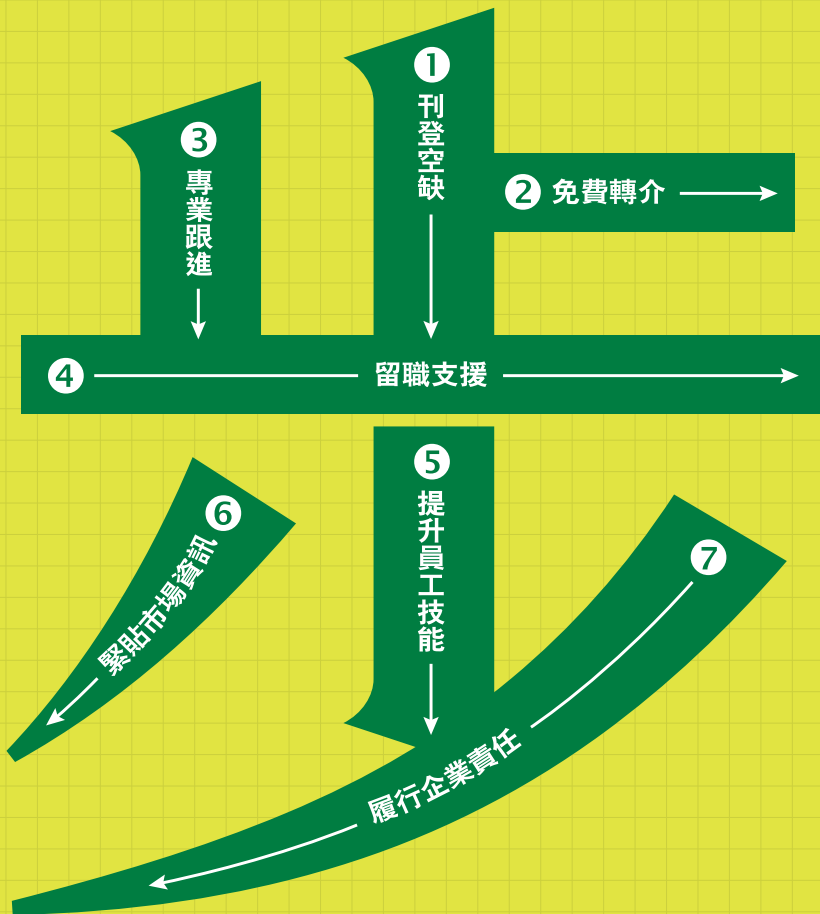 1 刊登空缺
2 免費轉介
3 專業跟進
4 留職支援
5 提升員工技能
6 緊貼市場資訊
7 履行企業責任